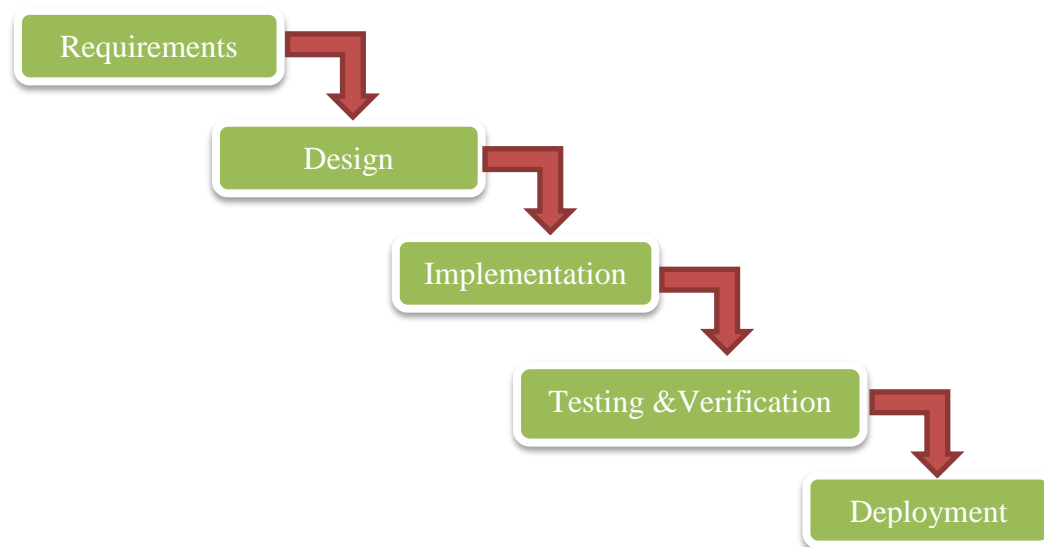 Requirements
Design
Implementation
Testing &Verification
Deployment